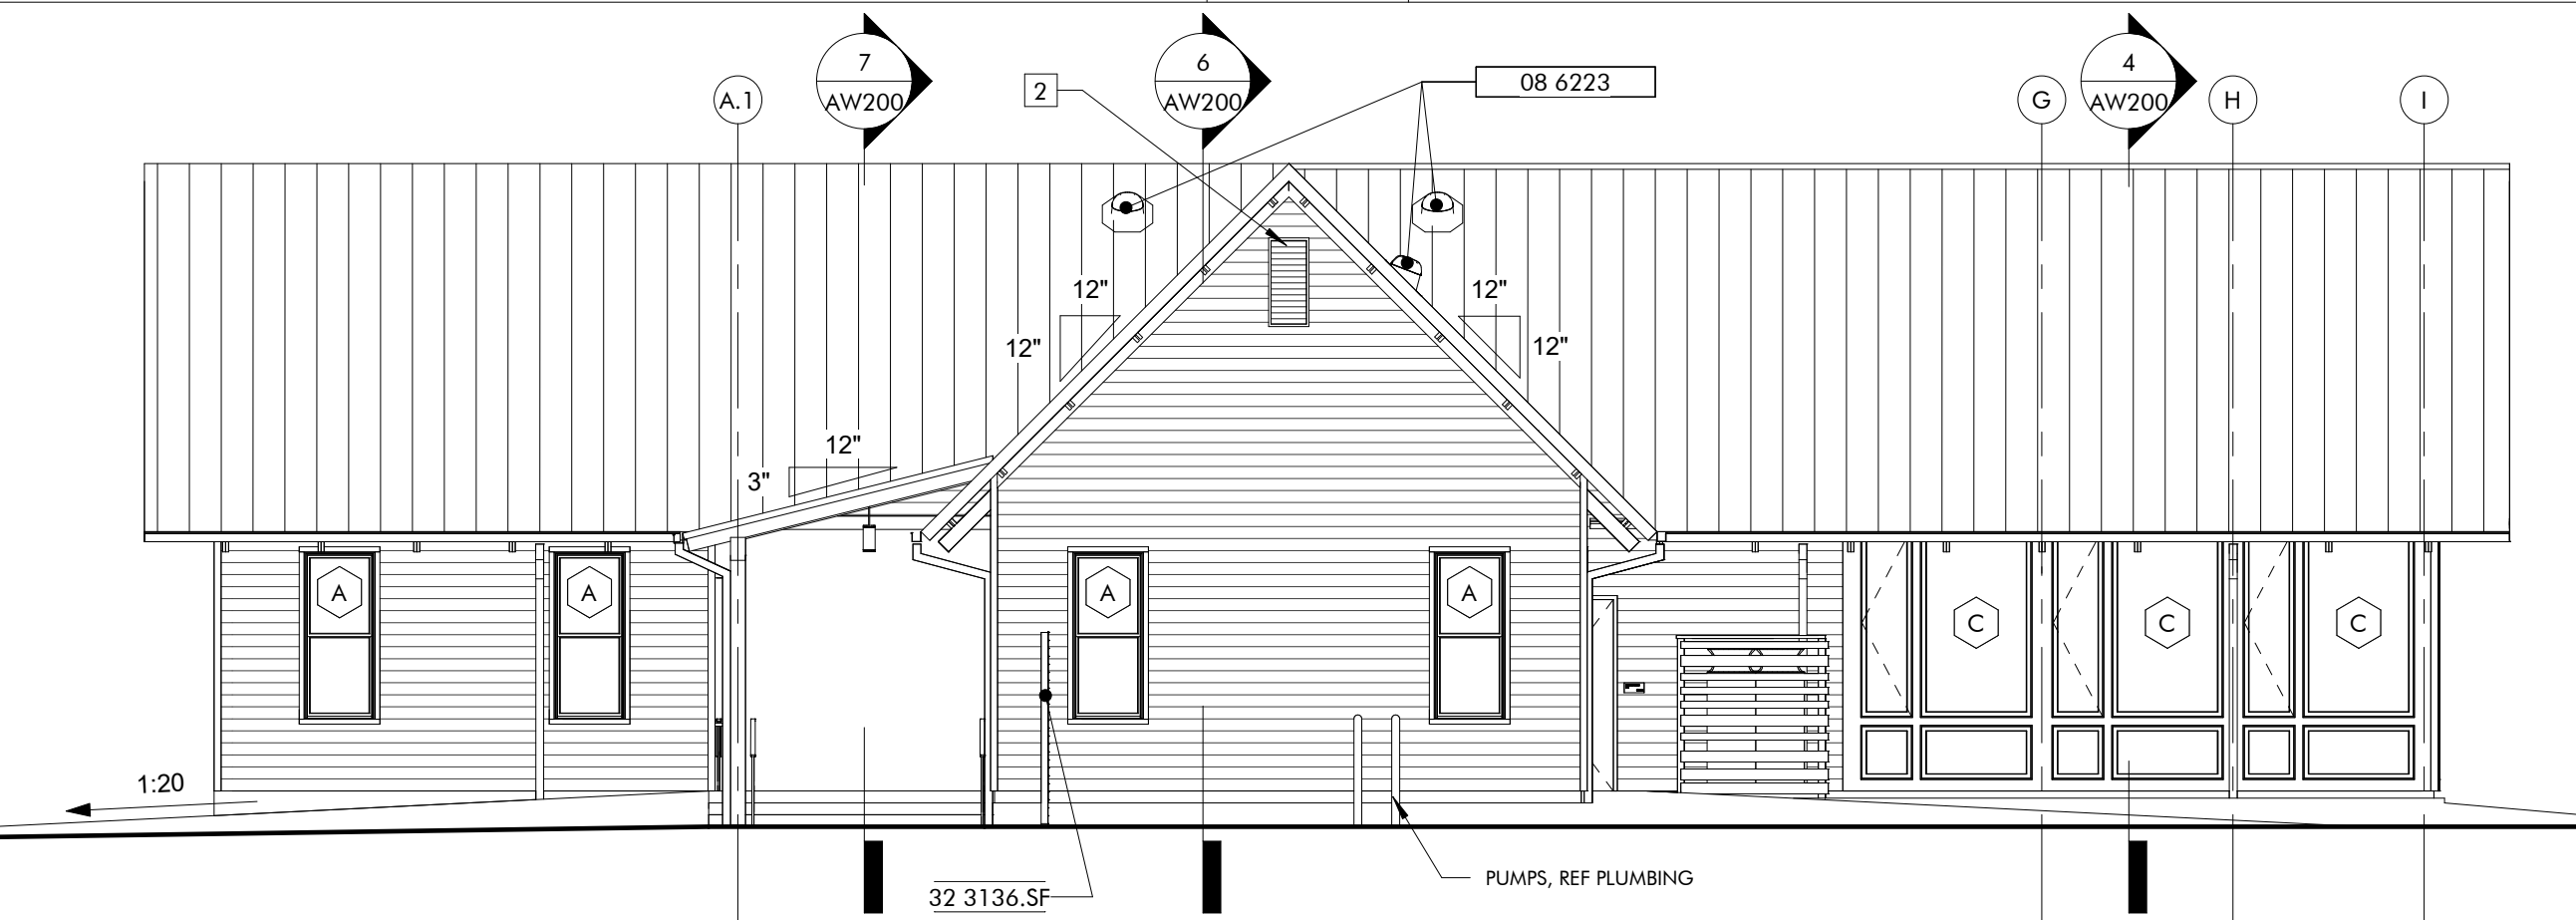 7
AW200
6
AW200
4
AW200
A.1
2
08 6223
G
H
I
12"
12"
12"
12"
12"
3"
A
A
A
A
C
C
C
1:20
32 3136.SF
PUMPS, REF PLUMBING